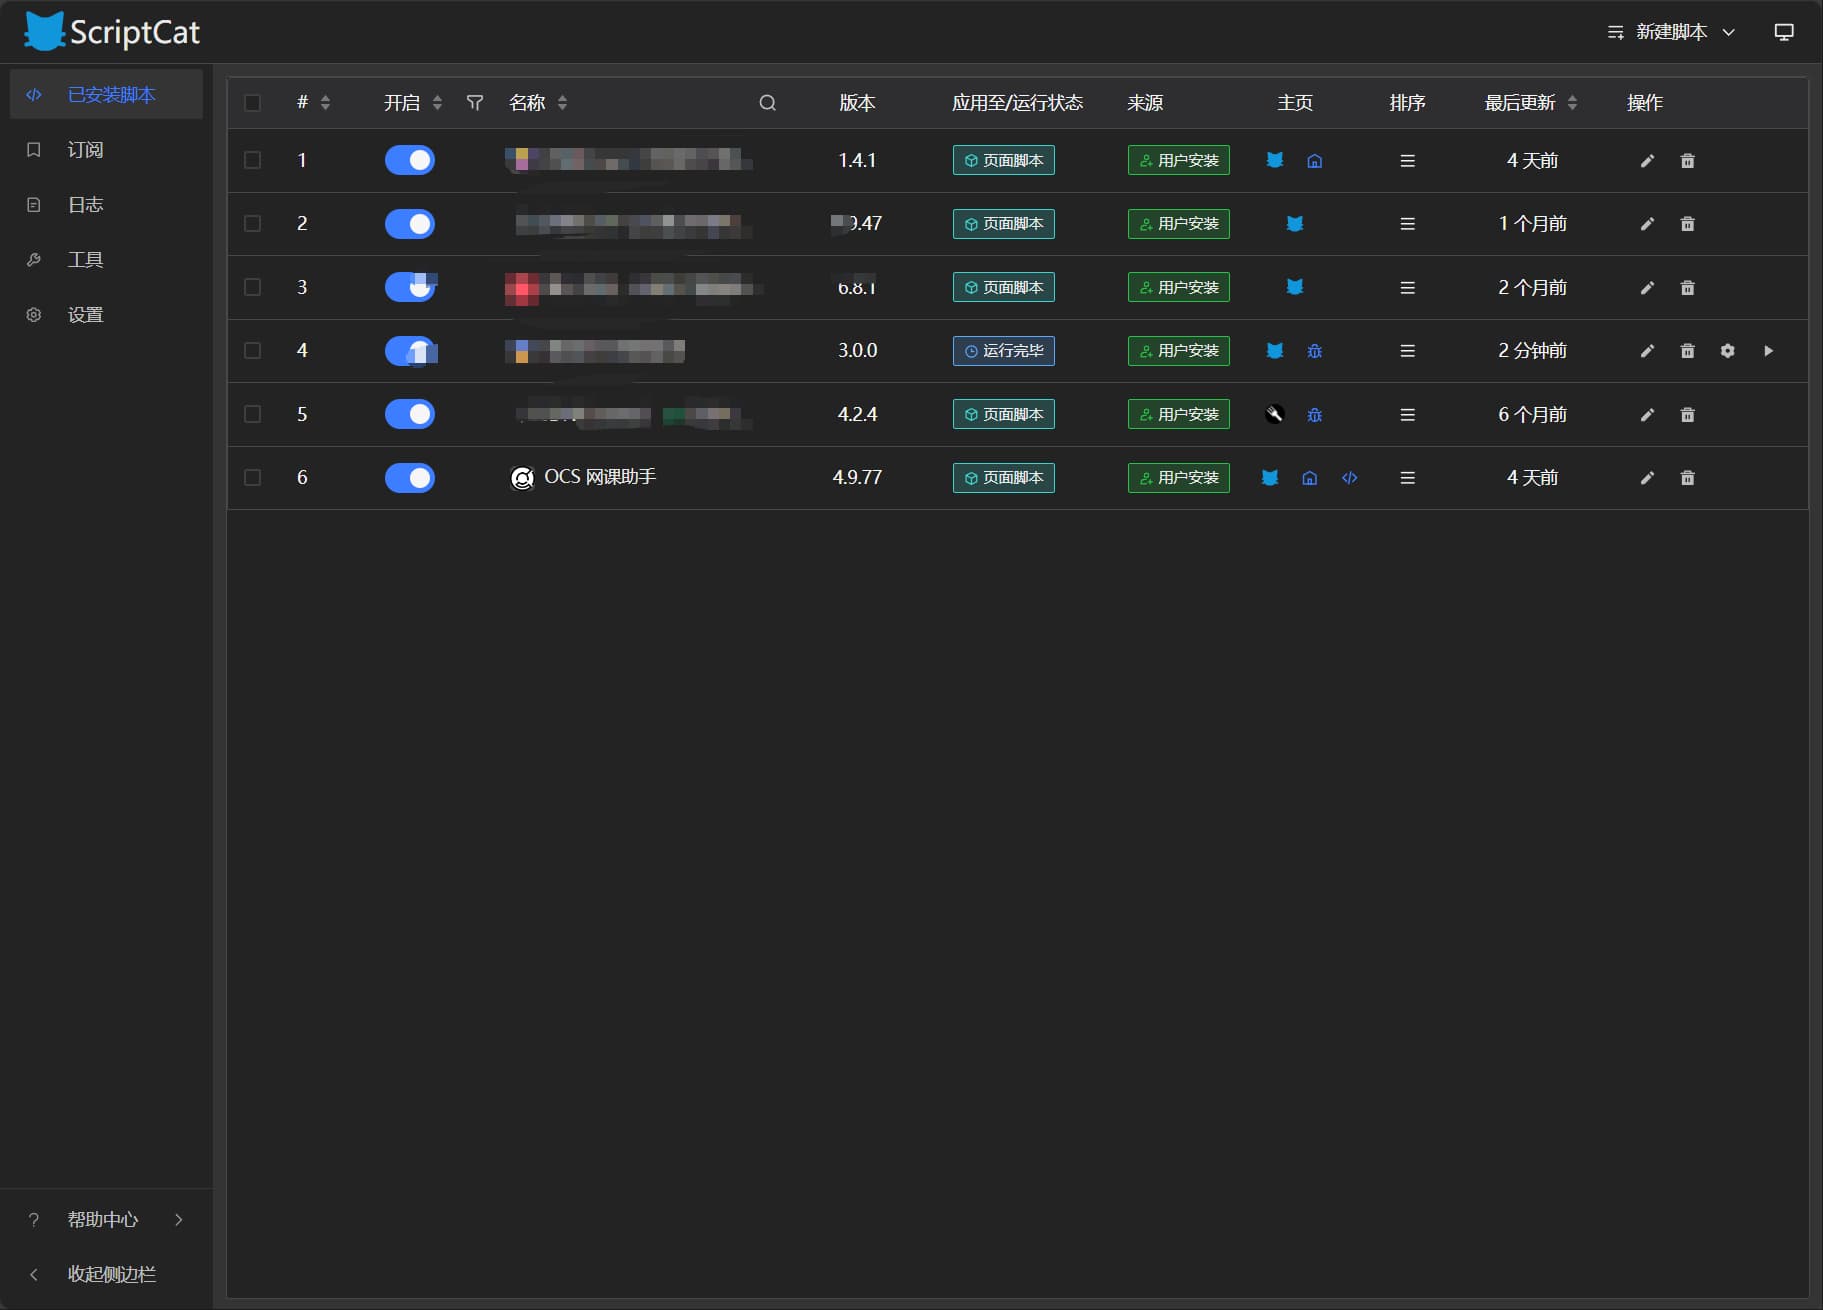 ScriptCat
新建脚本
已安装脚本
订阅
日志
工具
设置
# 开启 名称 版本 应用至/运行状态 来源 主页 排序 最后更新 操作
1 1.4.1 页面脚本 用户安装 4 天前
2 9.47 页面脚本 用户安装 1 个月前
3 6.8.1 页面脚本 用户安装 2 个月前
4 3.0.0 运行完毕 用户安装 2 分钟前
5 4.2.4 页面脚本 用户安装 6 个月前
6 OCS 网课助手 4.9.77 页面脚本 用户安装 4 天前
帮助中心
收起侧边栏